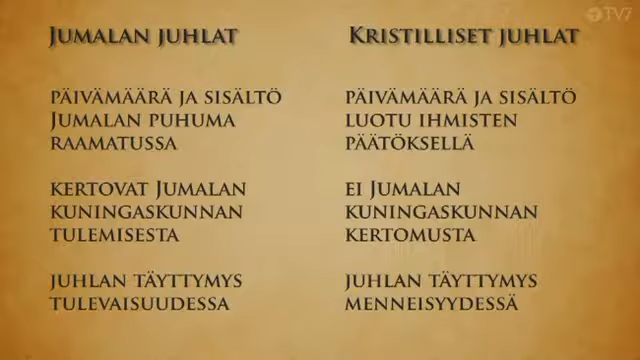 TV7
Jumalan juhlat
päivämäärä ja sisältö
Jumalan puhuma
raamatussa
kertovat Jumalan
kuningaskunnan
tulemisesta
juhlan täyttymys
tulevaisuudessa
Kristilliset juhlat
päivämäärä ja sisältö
luotu ihmisten
päätöksellä
ei Jumalan
kuningaskunnan
kertomusta
juhlan täyttymys
menneisyydessä